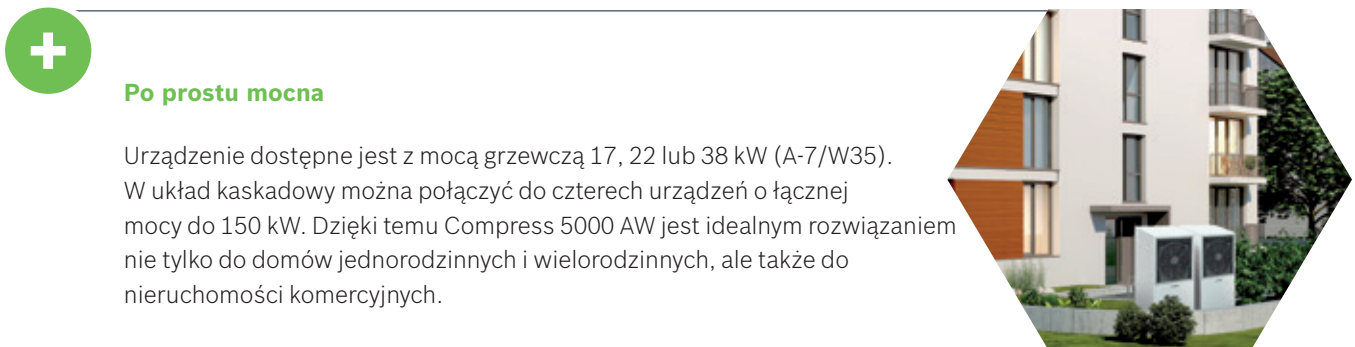 Po prostu mocna
Urządzenie dostępne jest z mocą grzewczą 17, 22 lub 38 kW (A-7/W35).
W układ kaskadowy można połączyć do czterech urządzeń o łącznej
mocy do 150 kW. Dzięki temu Compress 5000 AW jest idealnym rozwiązaniem
nie tylko do domów jednorodzinnych i wielorodzinnych, ale także do
nieruchomości komercyjnych.